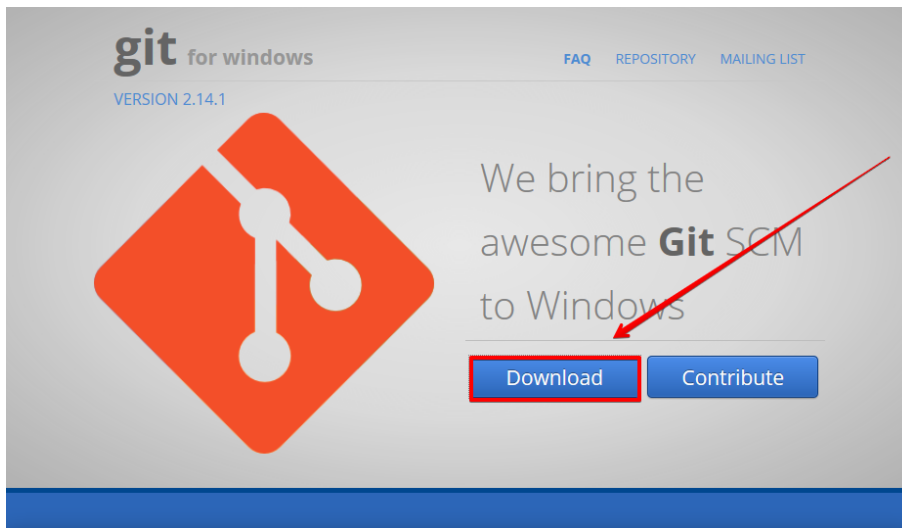 git for windows
FAQ REPOSITORY MAILING LIST
VERSION 2.14.1
We bring the
awesome Git SCM
to Windows
Download Contribute